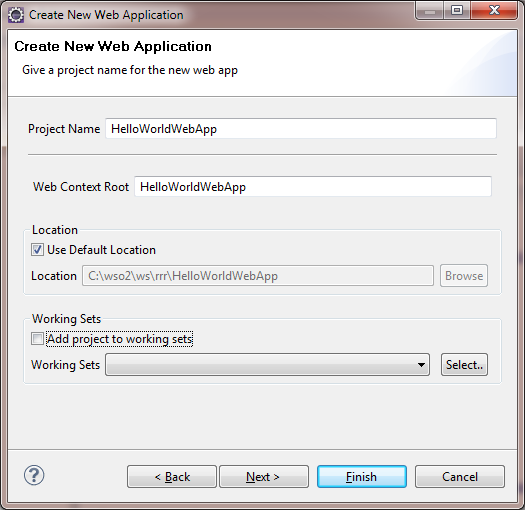 Create New Web Application
Create New Web Application
Give a project name for the new web app
Project Name HelloWorldWebApp
Web Context Root HelloWorldWebApp
Location
Use Default Location
Location C:\wso2\ws\rrr\HelloWorldWebApp Browse
Working Sets
Add project to working sets
Working Sets Select..
? < Back Next > Finish Cancel